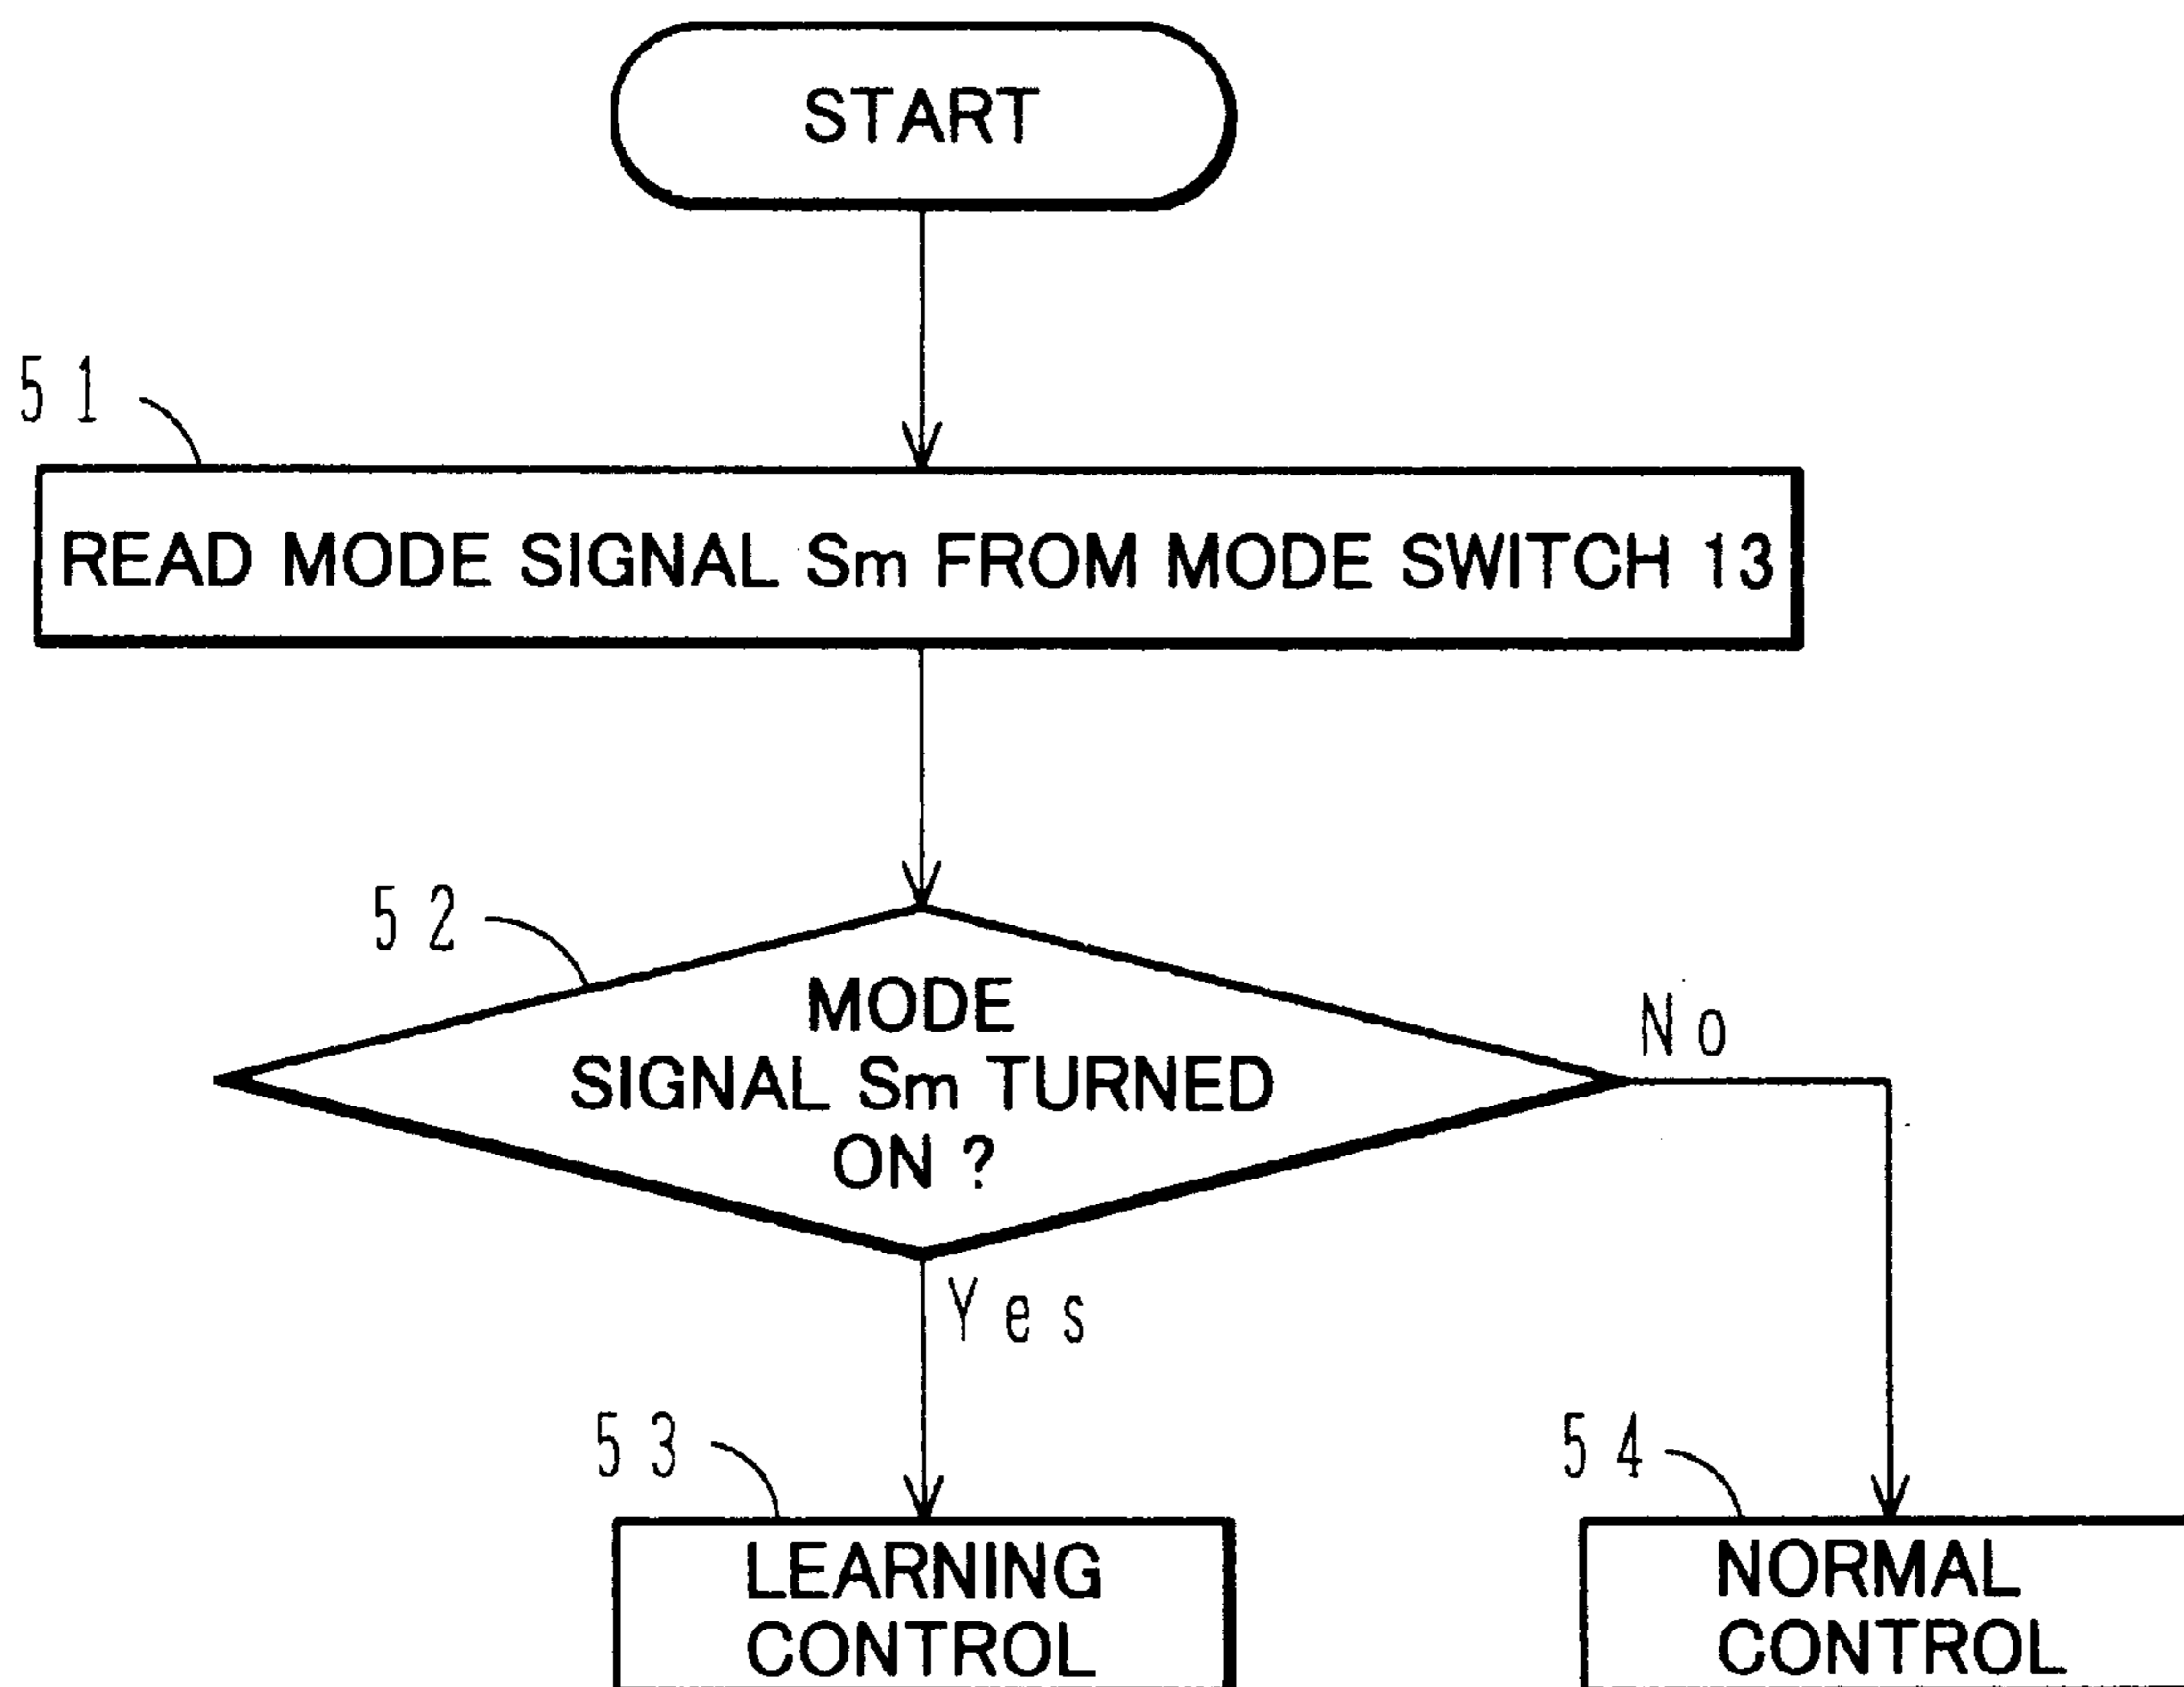 START
51
READ MODE SIGNAL Sm FROM MODE SWITCH 13
52
MODE
SIGNAL Sm TURNED
ON ?
No
Yes
53
LEARNING
CONTROL
54
NORMAL
CONTROL